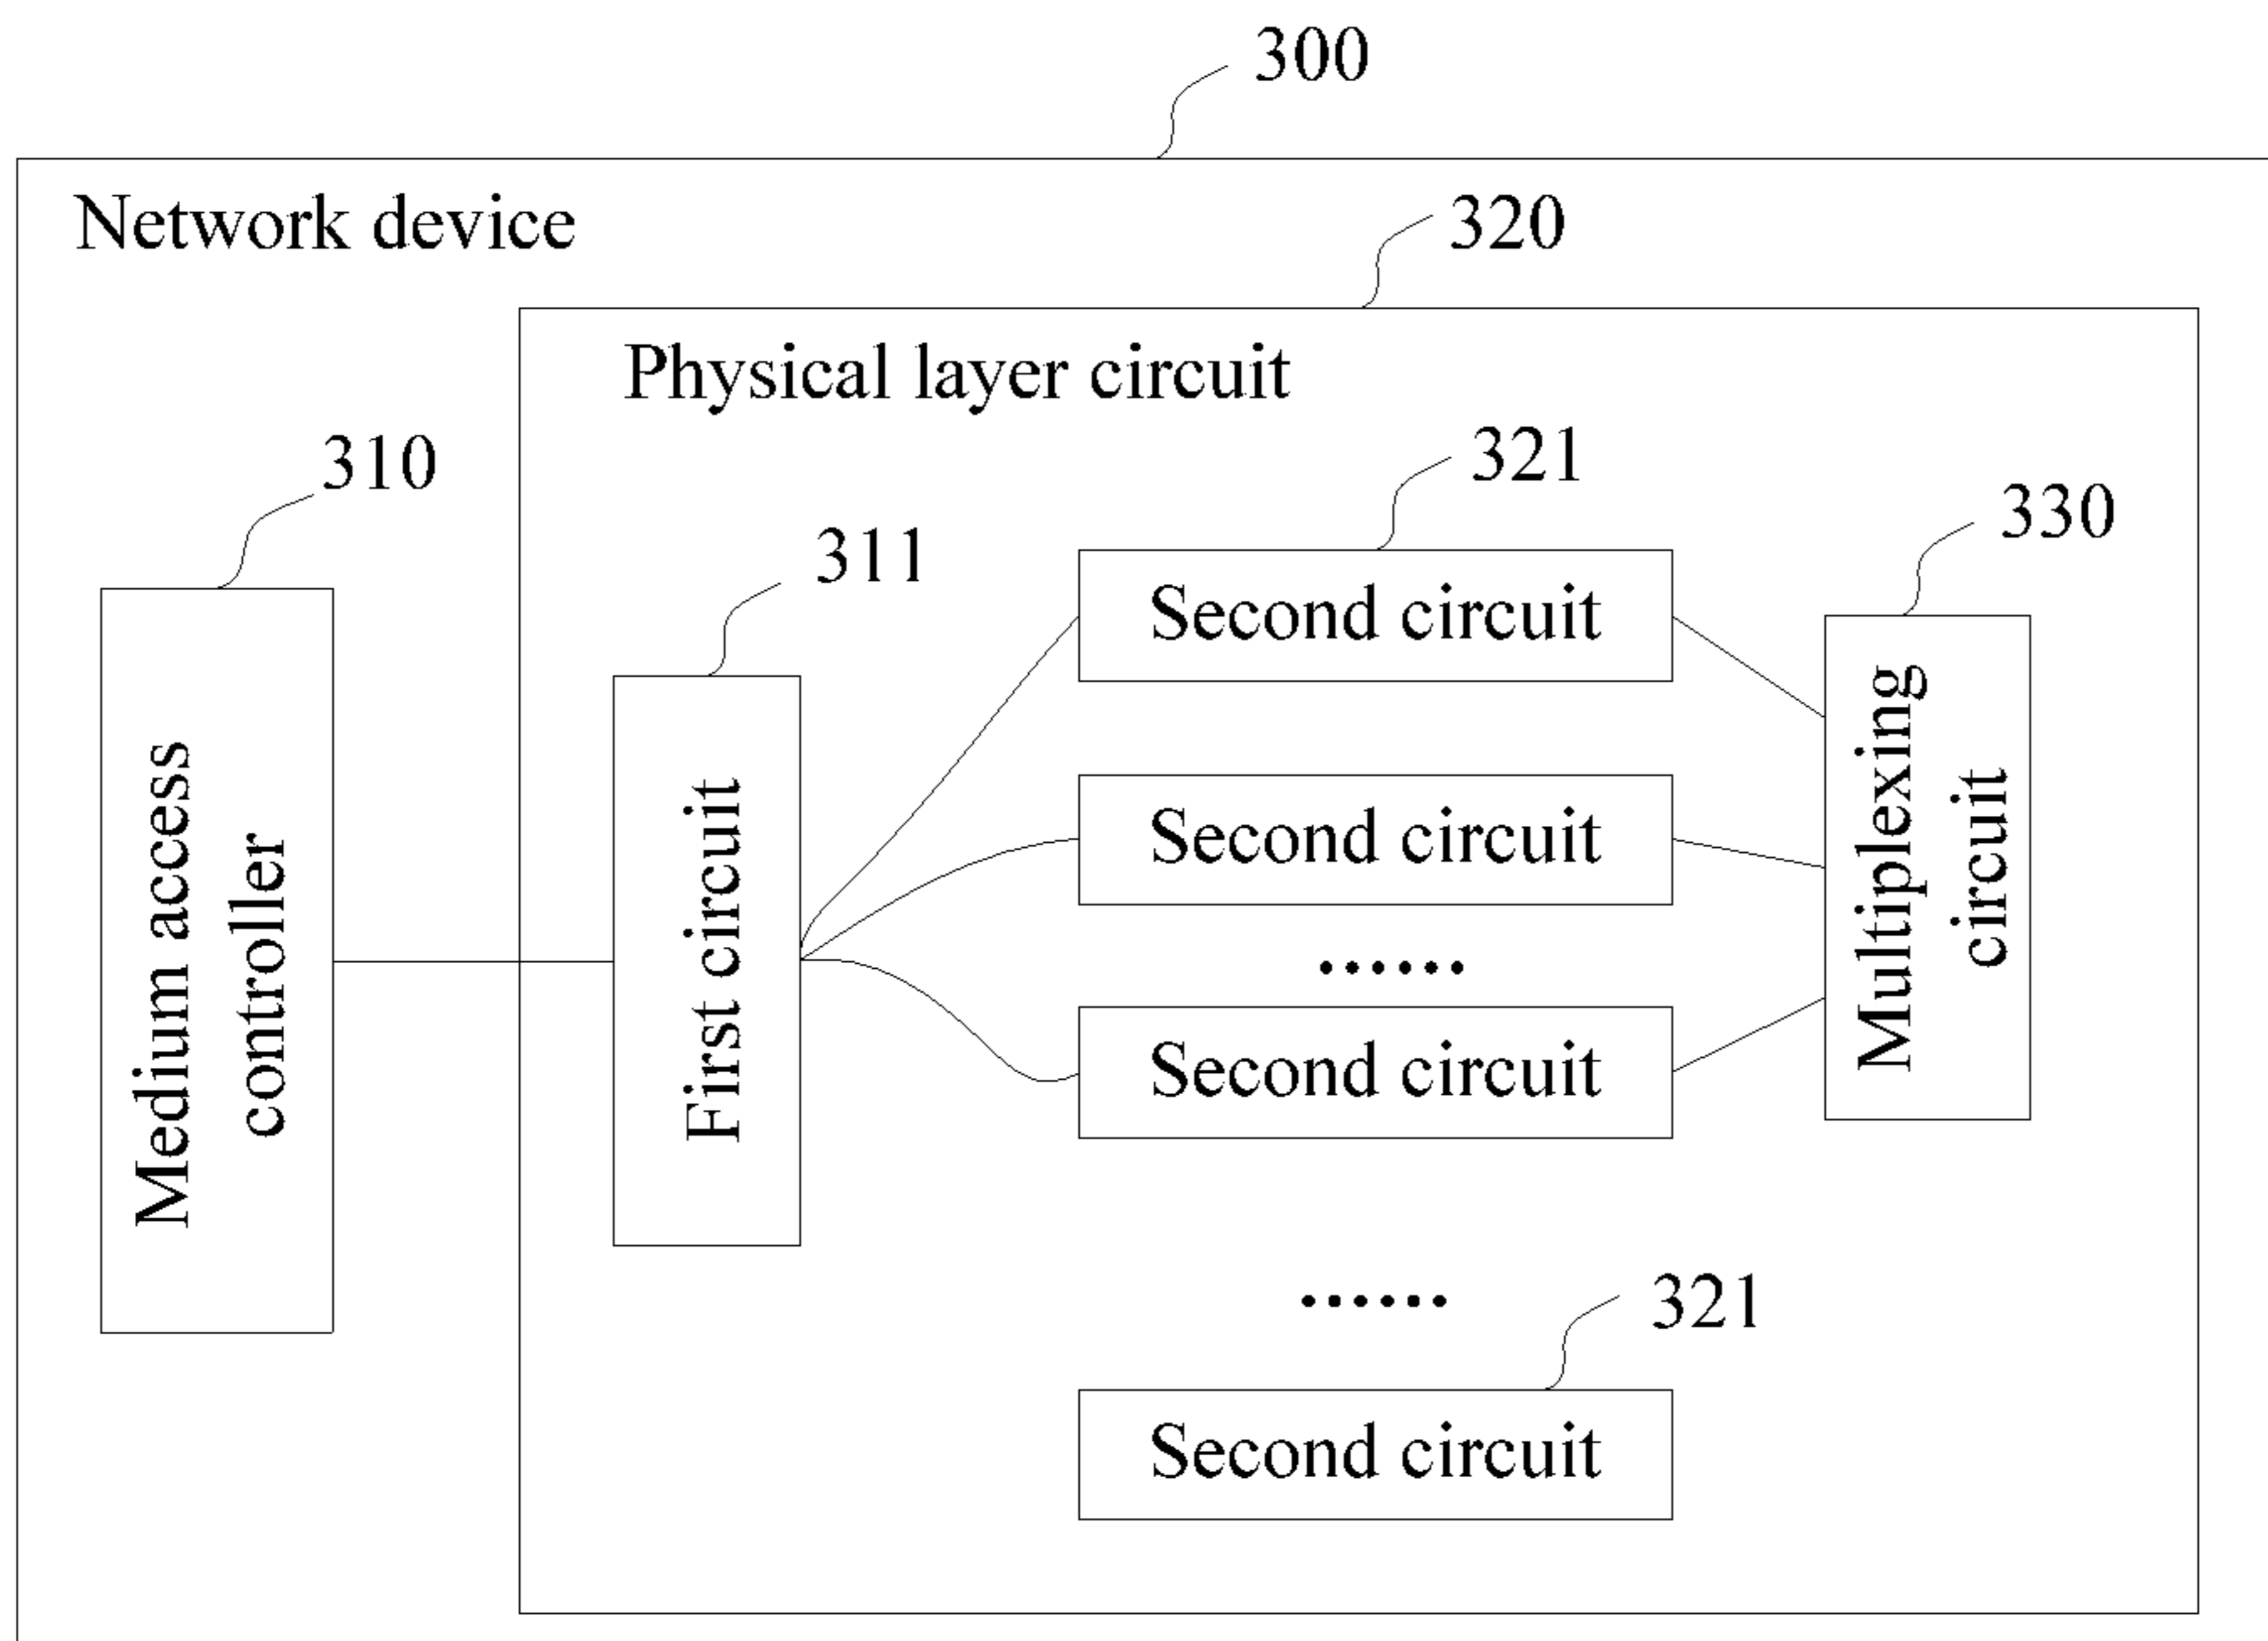 300
Network device
320
Physical layer circuit
310
321
330
311
Second circuit
Medium access
controller
First circuit
Second circuit
Multiplexing
circuit
......
Second circuit
......
321
Second circuit